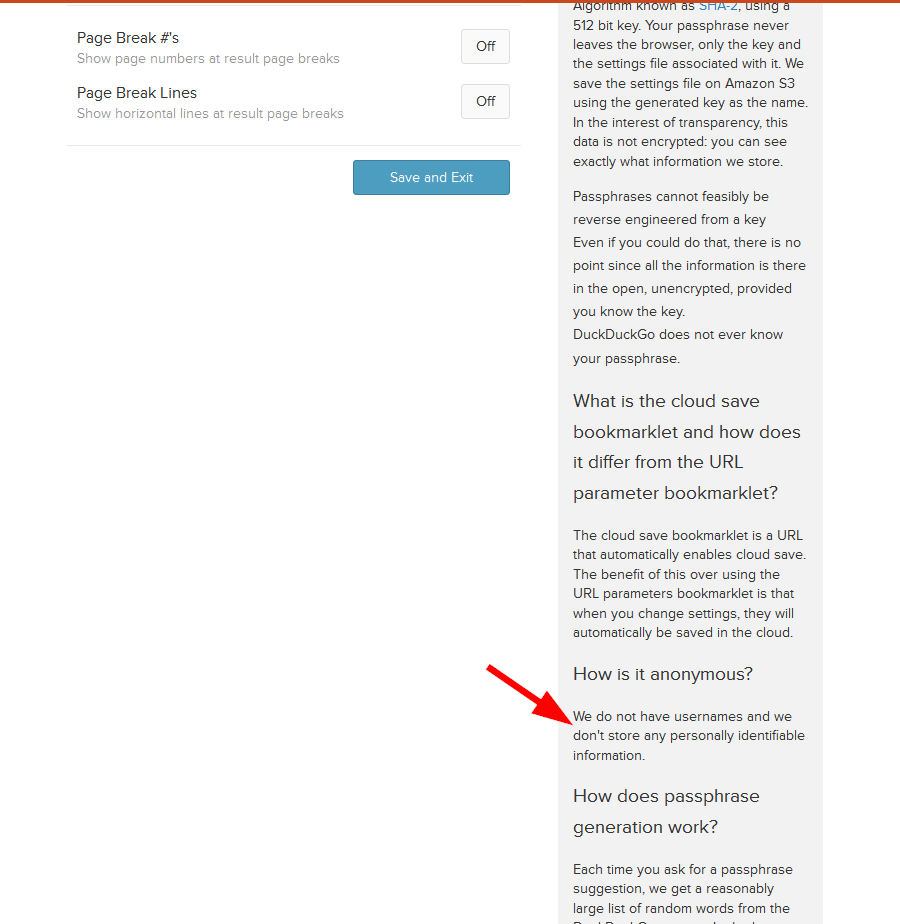 Page Break #'s
Show page numbers at result page breaks
Off
Page Break Lines
Show horizontal lines at result page breaks
Off
Save and Exit
Algorithm known as SHA-2, using a
512 bit key. Your passphrase never
leaves the browser, only the key and
the settings file associated with it. We
save the settings file on Amazon S3
using the generated key as the name.
In the interest of transparency, this
data is not encrypted: you can see
exactly what information we store.
Passphrases cannot feasibly be
reverse engineered from a key
Even if you could do that, there is no
point since all the information is there
in the open, unencrypted, provided
you know the key.
DuckDuckGo does not ever know
your passphrase.
What is the cloud save
bookmarklet and how does
it differ from the URL
parameter bookmarklet?
The cloud save bookmarklet is a URL
that automatically enables cloud save.
The benefit of this over using the
URL parameters bookmarklet is that
when you change settings, they will
automatically be saved in the cloud.
How is it anonymous?
We do not have usernames and we
don't store any personally identifiable
information.
How does passphrase
generation work?
Each time you ask for a passphrase
suggestion, we get a reasonably
large list of random words from the